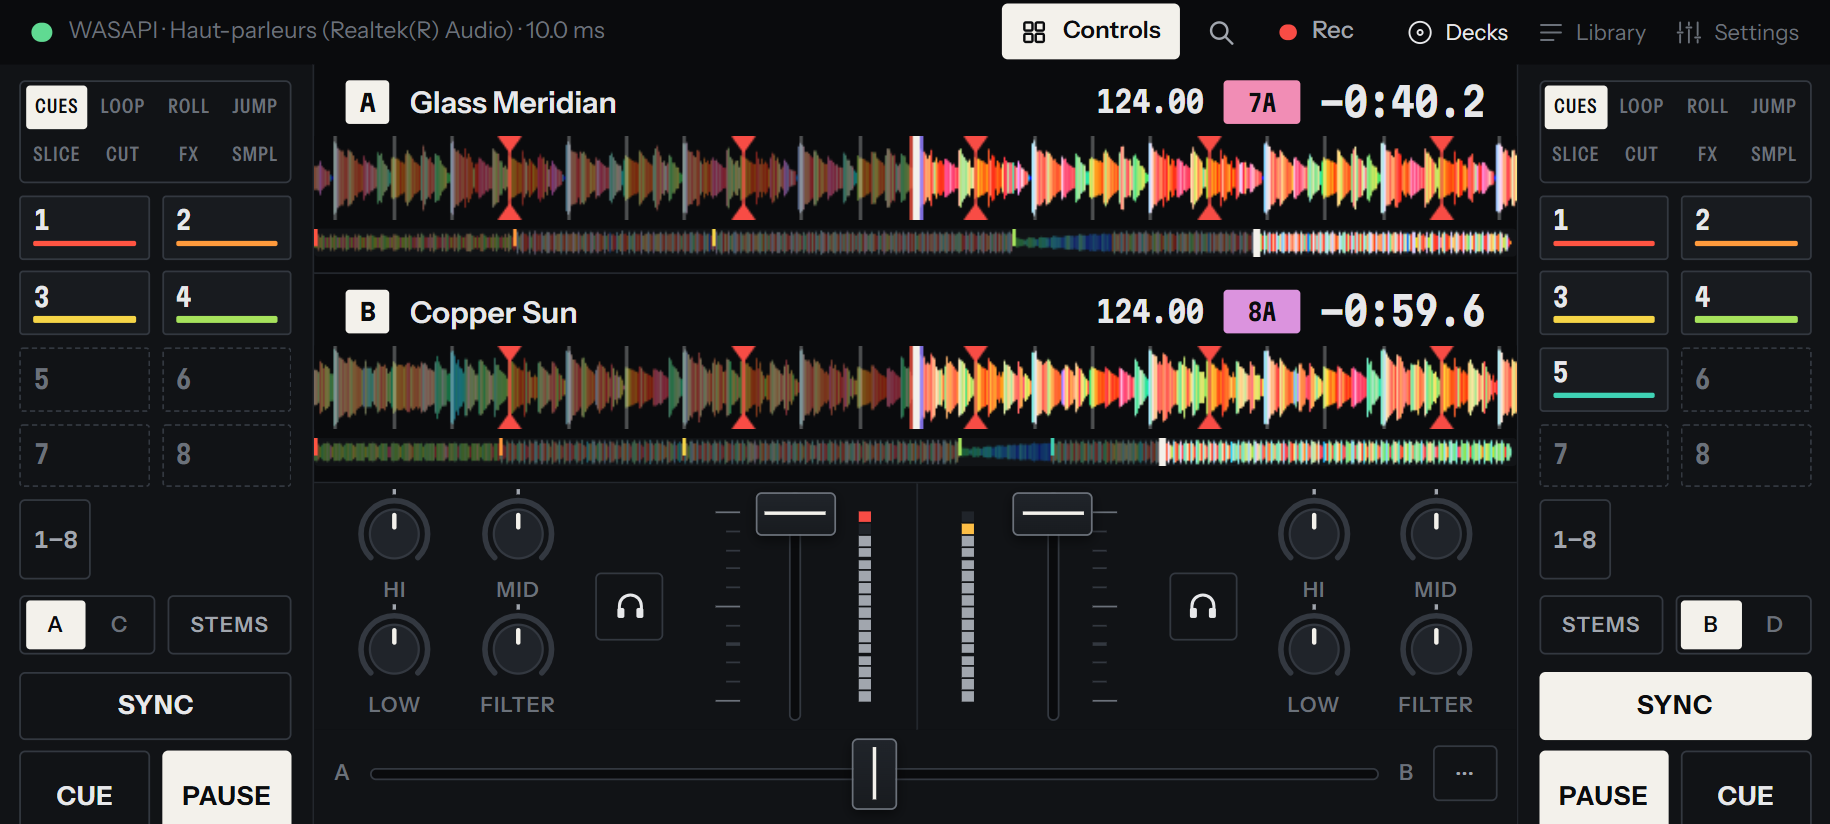 WASAPI · Haut-parleurs (Realtek(R) Audio) · 10.0 ms
Controls
Rec
Decks
Library
Settings
CUES LOOP ROLL JUMP
SLICE CUT FX SMPL
1 2
3 4
5 6
7 8
1–8
A C STEMS
SYNC
CUE PAUSE
A Glass Meridian 124.00 7A −0:40.2
B Copper Sun 124.00 8A −0:59.6
HI MID
LOW FILTER
HI MID
LOW FILTER
A B ...
CUES LOOP ROLL JUMP
SLICE CUT FX SMPL
1 2
3 4
5 6
7 8
1–8
STEMS B D
SYNC
PAUSE CUE